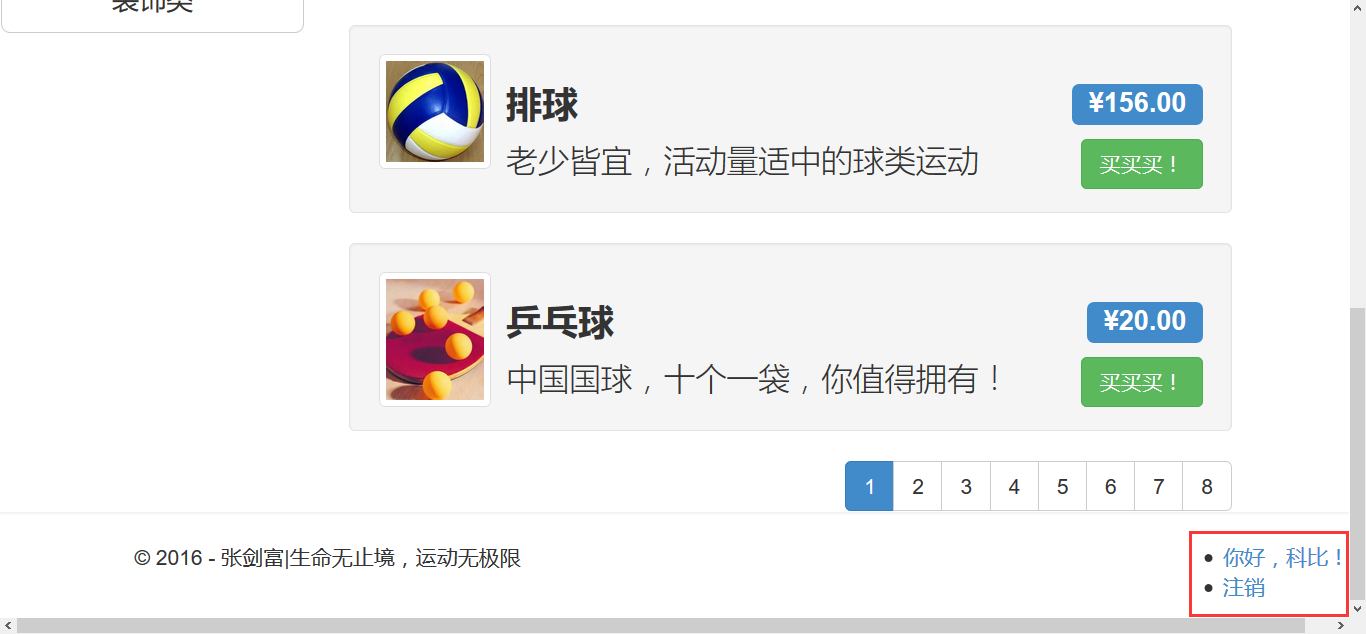 装饰类
排球
¥156.00
老少皆宜，活动量适中的球类运动
买买买！
乒乓球
¥20.00
中国国球，十个一袋，你值得拥有！
买买买！
1 2 3 4 5 6 7 8
© 2016 - 张剑富|生命无止境，运动无极限
你好，科比！
注销